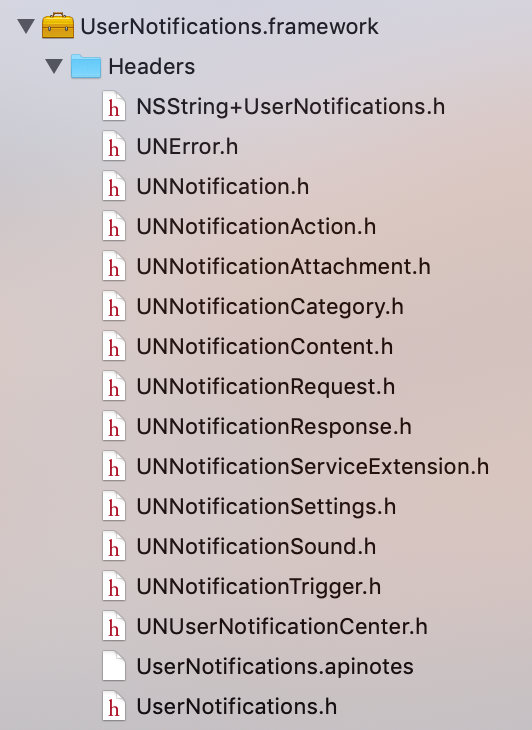 UserNotifications.framework
Headers
h NSString+UserNotifications.h
h UNError.h
h UNNotification.h
h UNNotificationAction.h
h UNNotificationAttachment.h
h UNNotificationCategory.h
h UNNotificationContent.h
h UNNotificationRequest.h
h UNNotificationResponse.h
h UNNotificationServiceExtension.h
h UNNotificationSettings.h
h UNNotificationSound.h
h UNNotificationTrigger.h
h UNUserNotificationCenter.h
UserNotifications.apinotes
h UserNotifications.h